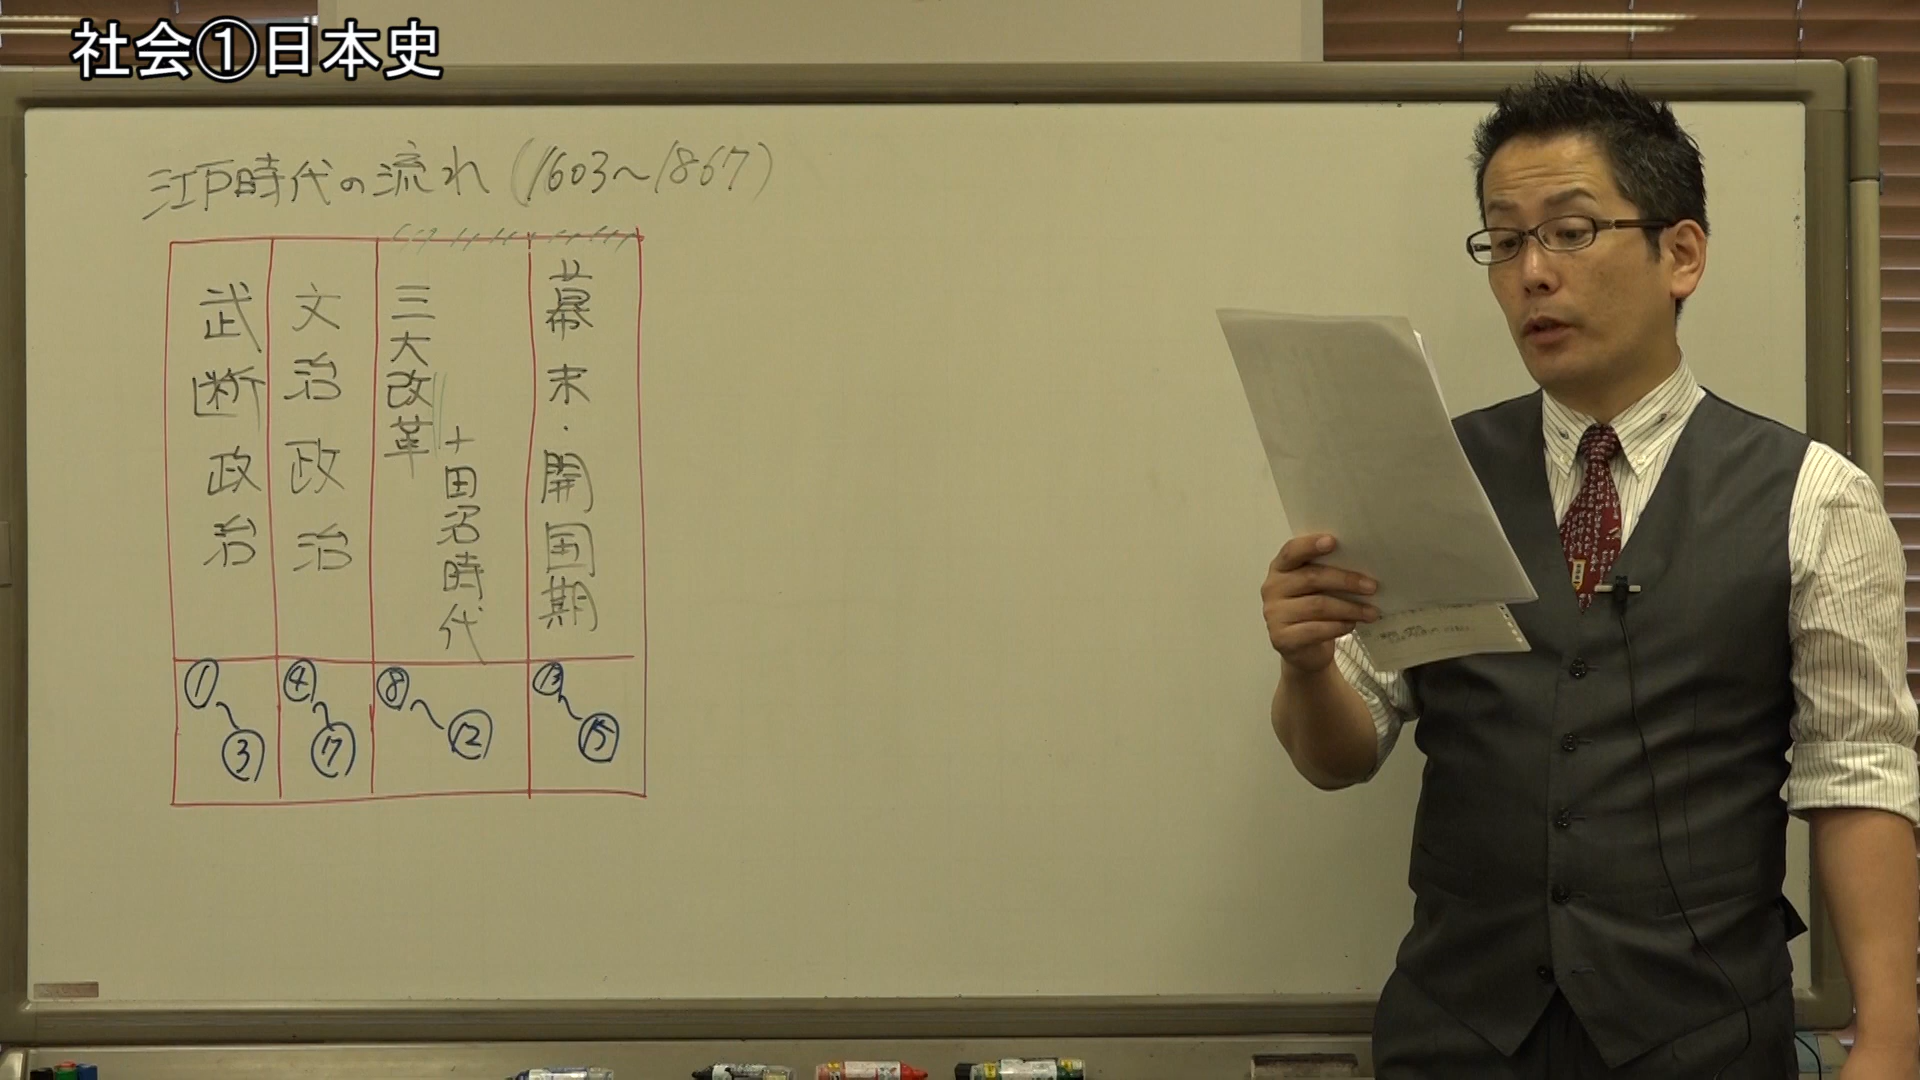 社会①日本史
江戸時代の流れ(1603~1867)
武断政治
文治政治
三大改革
+田沼時代
幕末・開国期
①~③
④~⑦
⑧~⑫
⑬~⑮